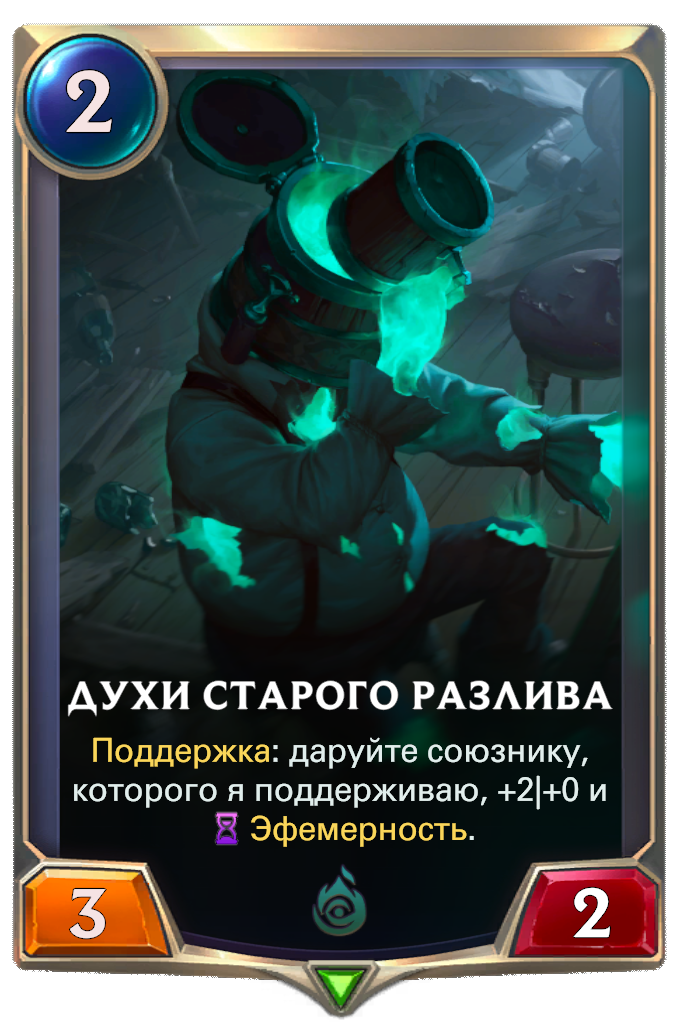 2
ДУХИ СТАРОГО РАЗЛИВА
Поддержка: даруйте союзнику,
которого я поддерживаю, +2|+0 и
Эфемерность.
3
2